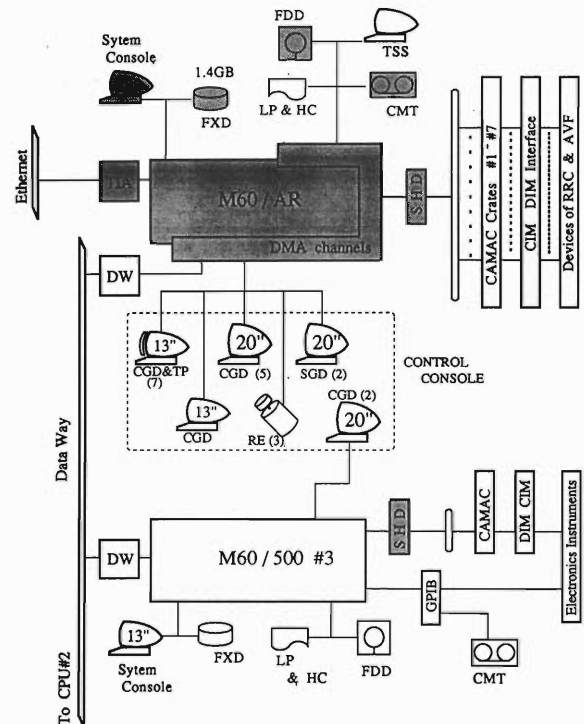 FDD
TSS
Sytem
Console
1.4GB
FXD
LP & HC
CMT
Ethernet
M60 / AR
DMA channels
SHD
CAMAC Crates #1~#7
CIM DIM Interface
Devices of RRC & AVF
DW
13"
CGD&TP
(7)
20"
CGD (5)
20"
SGD (2)
CONTROL
CONSOLE
13"
CGD
RE (3)
CGD (2)
20"
Data Way
To CPU#2
DW
M60 / 500 #3
SHD
CAMAC
DIM CIM
Electronics Instruments
GPIB
CMT
13"
Sytem
Console
FXD
LP
& HC
FDD